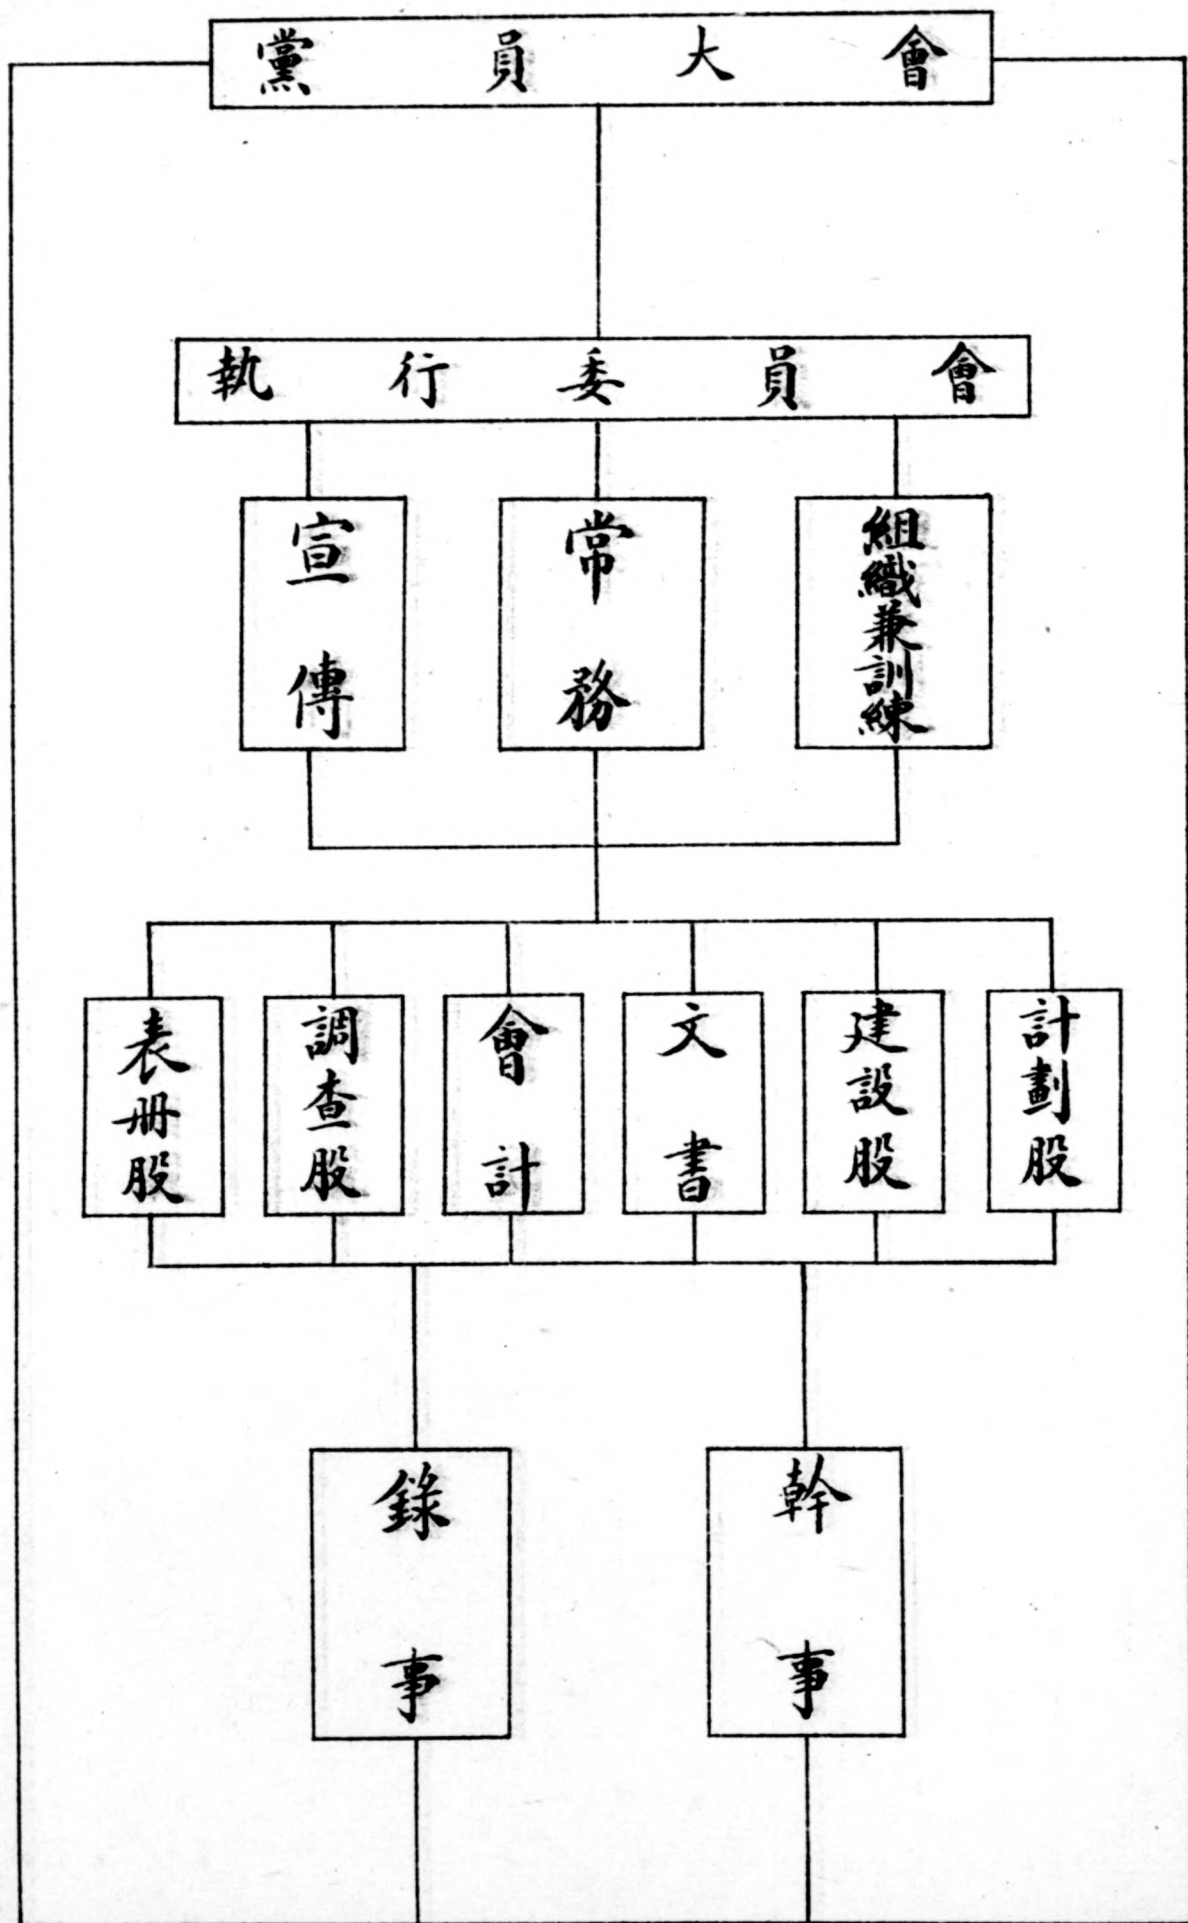 黨員大會
執行委員會
宣傳
常務
組織兼訓練
表冊股
調查股
會計
文書
建設股
計劃股
錄事
幹事